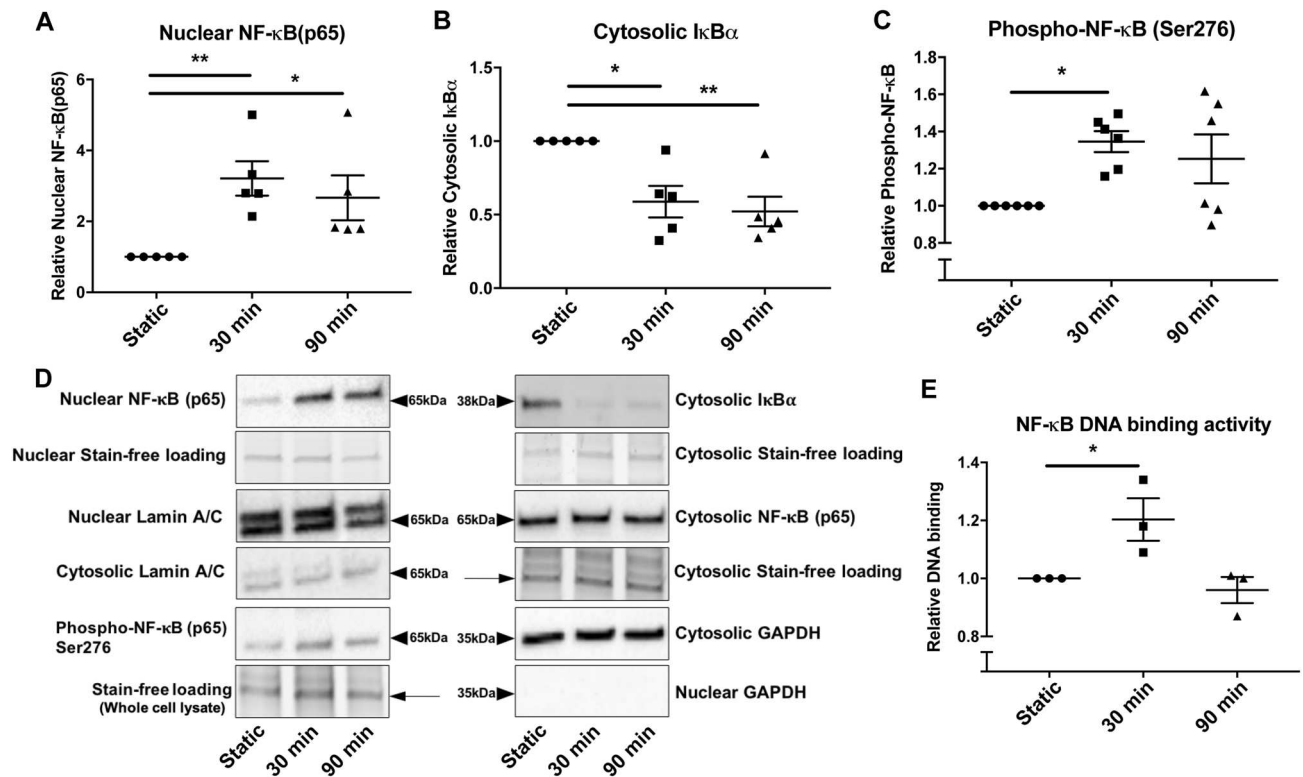 A
Nuclear NF-κB(p65)
**
*
Relative Nuclear NF-κB(p65)
6
4
2
0
Static
30 min
90 min
B
Cytosolic IκBα
*
**
Relative Cytosolic IκBα
1.5
1.0
0.5
0.0
Static
30 min
90 min
C
Phospho-NF-κB (Ser276)
*
Relative Phospho-NF-κB
1.8
1.6
1.4
1.2
1.0
0.8
Static
30 min
90 min
D
Nuclear NF-κB (p65)
65kDa
Nuclear Stain-free loading
Nuclear Lamin A/C
65kDa
Cytosolic Lamin A/C
65kDa
Phospho-NF-κB (p65)
Ser276
65kDa
Stain-free loading
(Whole cell lysate)
Static
30 min
90 min
38kDa
Cytosolic IκBα
Cytosolic Stain-free loading
65kDa
Cytosolic NF-κB (p65)
Cytosolic Stain-free loading
35kDa
Cytosolic GAPDH
35kDa
Nuclear GAPDH
Static
30 min
90 min
E
NF-κB DNA binding activity
*
Relative DNA binding
1.4
1.2
1.0
0.8
Static
30 min
90 min